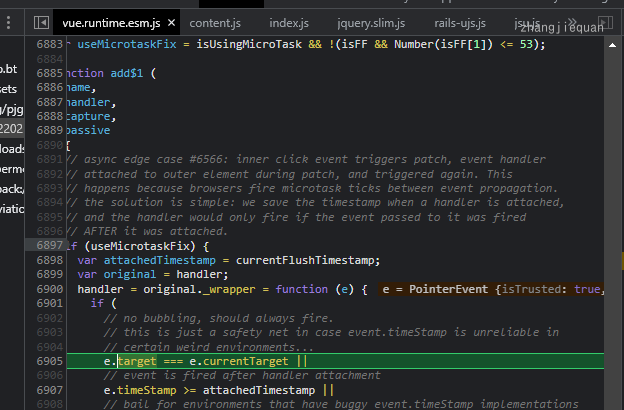 vue.runtime.esm.js × content.js index.js jquery.slim.js rails-ujs.js jsu.js »
zhangjiequan
6883 r useMicrotaskFix = isUsingMicroTask && !(isFF && Number(isFF[1]) <= 53);
6884
6885 nction add$1 (
6886 name,
6887 handler,
6888 capture,
6889 passive
6890 {
6891 // async edge case #6566: inner click event triggers patch, event handler
6892 // attached to outer element during patch, and triggered again. This
6893 // happens because browsers fire microtask ticks between event propagation.
6894 // the solution is simple: we save the timestamp when a handler is attached,
6895 // and the handler would only fire if the event passed to it was fired
6896 // AFTER it was attached.
6897 if (useMicrotaskFix) {
6898 var attachedTimestamp = currentFlushTimestamp;
6899 var original = handler;
6900 handler = original._wrapper = function (e) { e = PointerEvent {isTrusted: true,
6901 if (
6902 // no bubbling, should always fire.
6903 // this is just a safety net in case event.timeStamp is unreliable in
6904 // certain weird environments...
6905 e.target === e.currentTarget ||
6906 // event is fired after handler attachment
6907 e.timeStamp >= attachedTimestamp ||
6908 // bail for environments that have buggy event.timeStamp implementations
o.bt
sets
g/pjg
2202
loads
perme
pack/
viatio